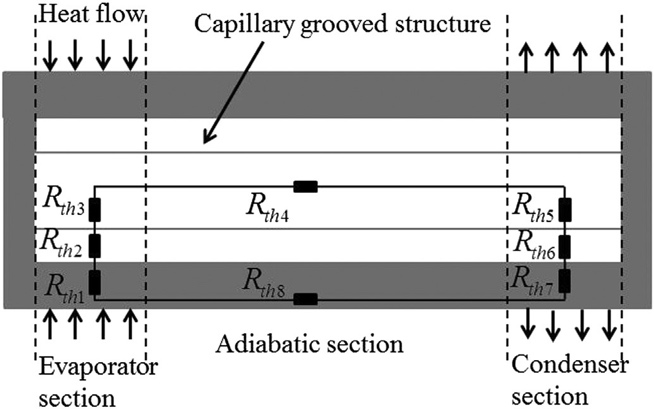 Heat flow
Capillary grooved structure
Rth3
Rth4
Rth5
Rth2
Rth6
Rth1
Rth8
Rth7
Evaporator
section
Adiabatic section
Condenser
section